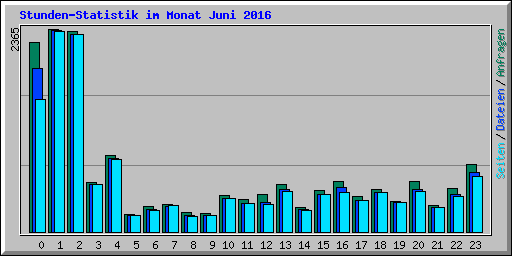 Stunden-Statistik im Monat Juni 2016
2365
Seiten / Dateien / Anfragen
0 1 2 3 4 5 6 7 8 9 10 11 12 13 14 15 16 17 18 19 20 21 22 23